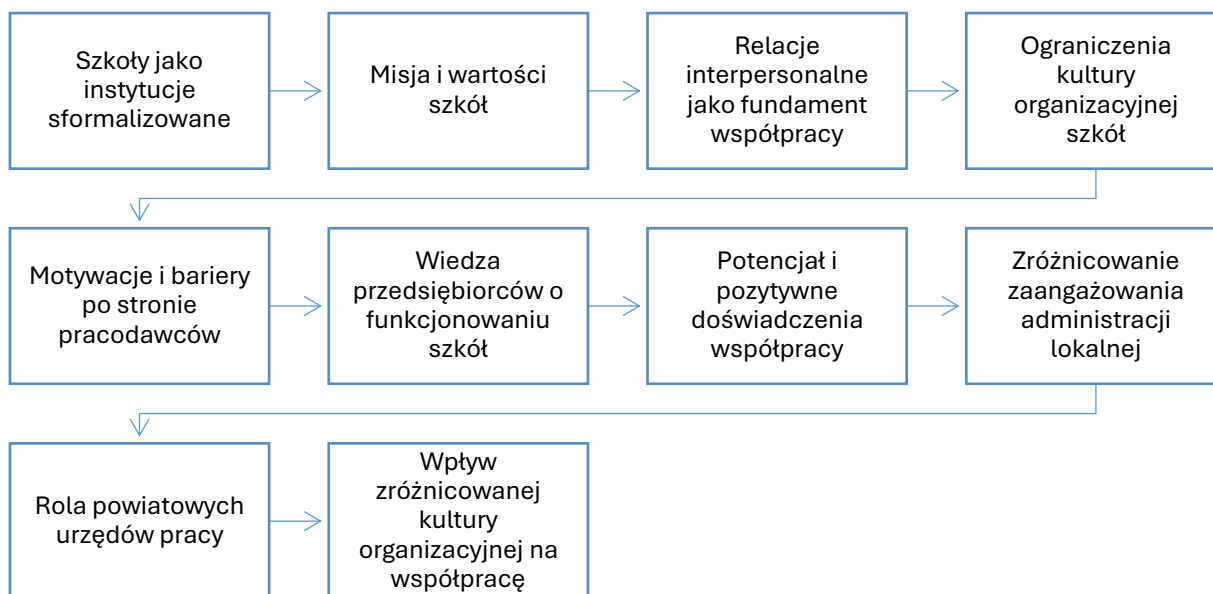 Szkoły jako
instytucje
sformalizowane
Misja i wartości
szkół
Relacje
interpersonalne
jako fundament
współpracy
Ograniczenia
kultury
organizacyjnej
szkół
Motywacje i bariery
po stronie
pracodawców
Wiedza
przedsiębiorców o
funkcjonowaniu
szkół
Potencjał i
pozytywne
doświadczenia
współpracy
Zróżnicowanie
zaangażowania
administracji
lokalnej
Rola powiatowych
urzędów pracy
Wpływ
zróżnicowanej
kultury
organizacyjnej na
współpracę